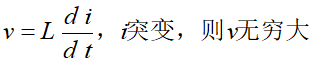 v = L di/dt, i突变，则v无穷大